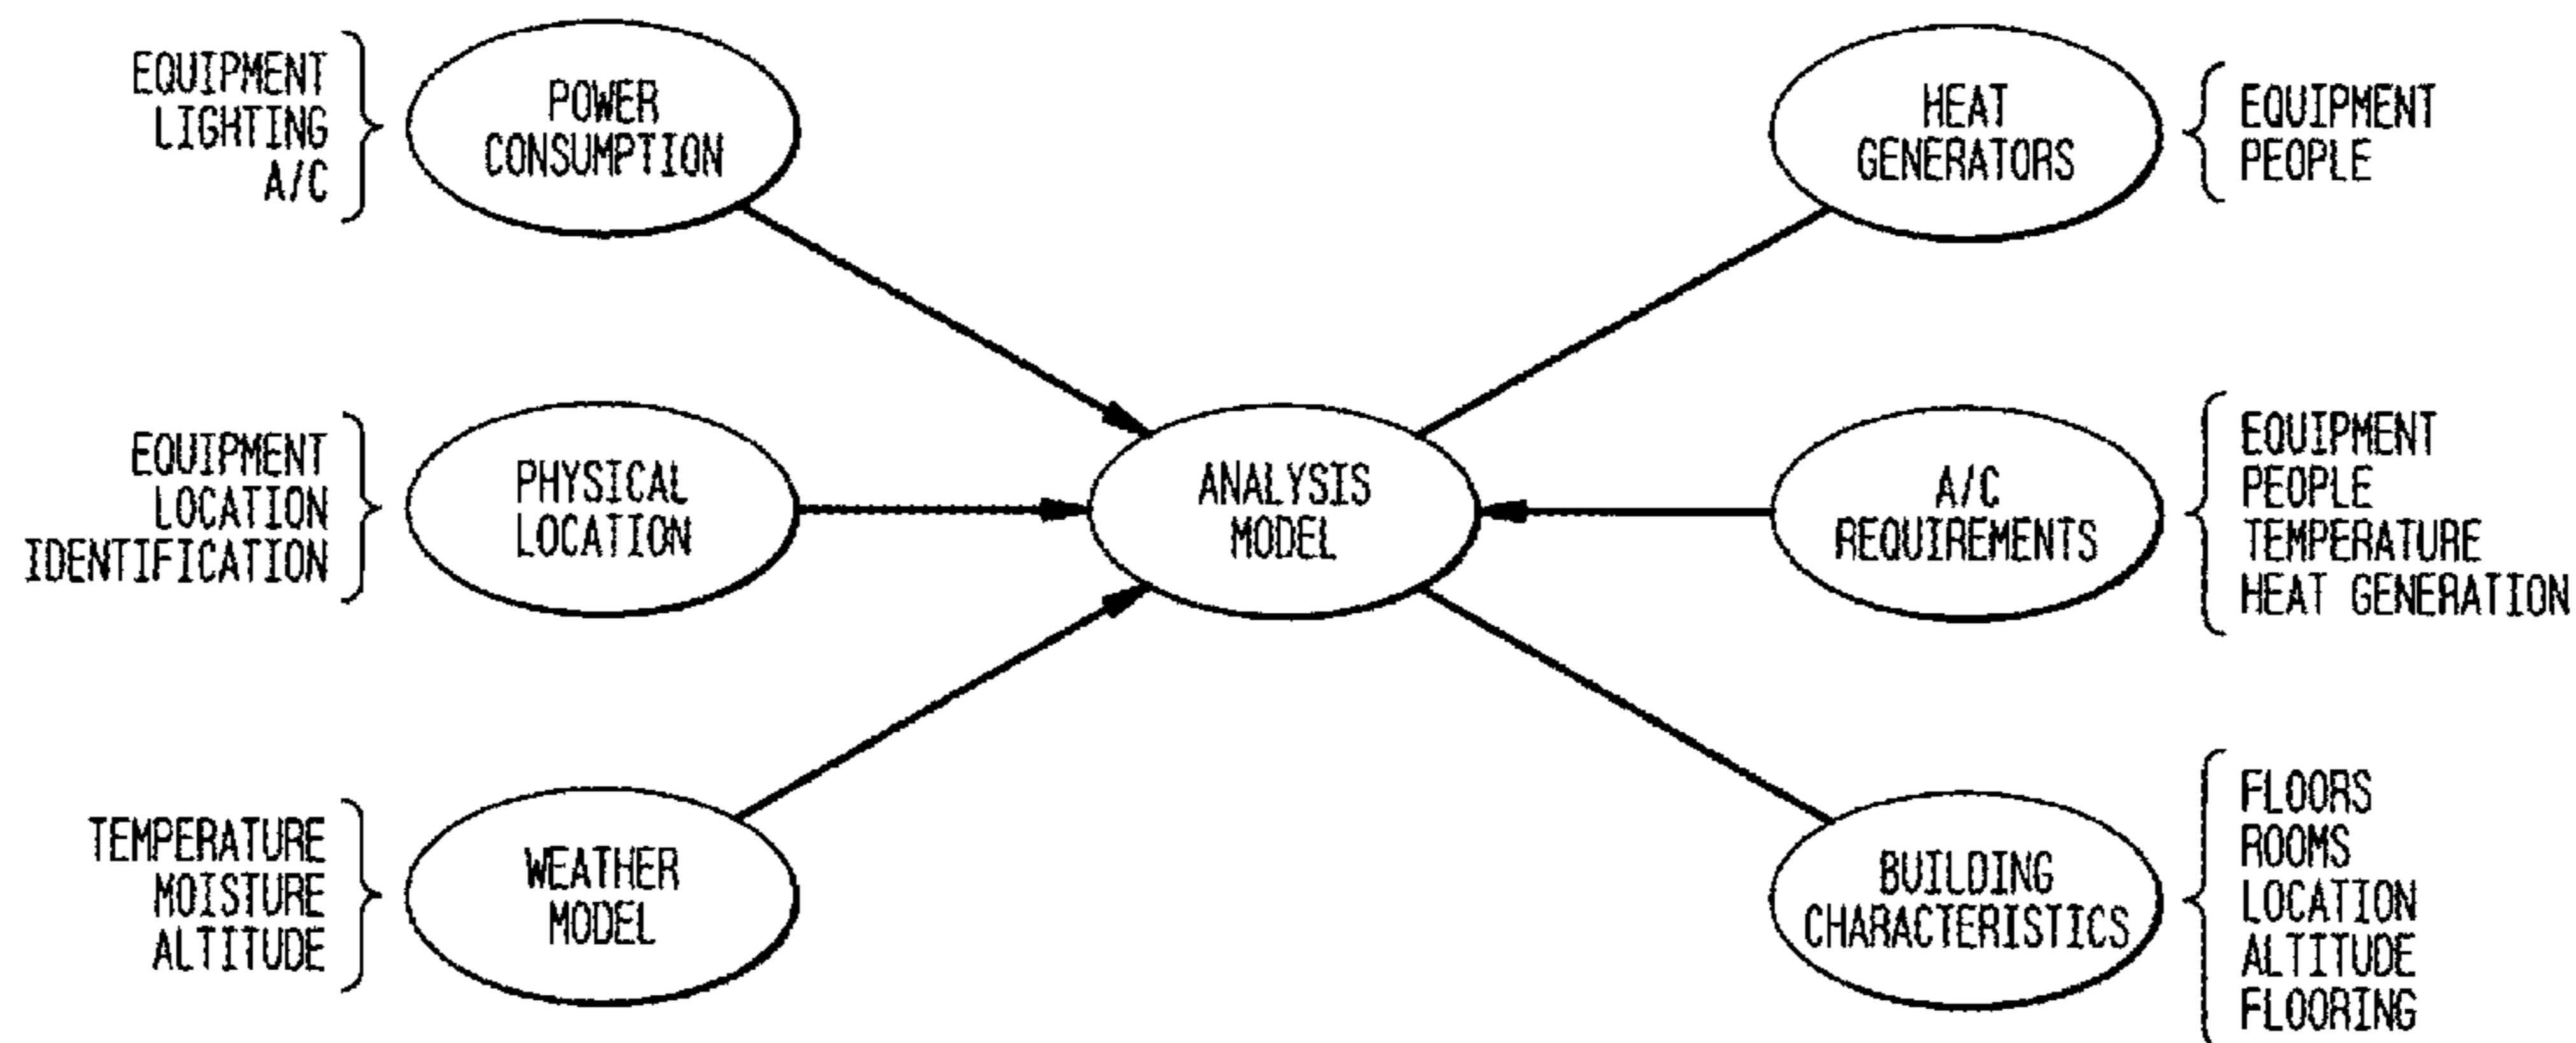 EQUIPMENT
LIGHTING
A/C
POWER
CONSUMPTION
HEAT
GENERATORS
EQUIPMENT
PEOPLE
EQUIPMENT
LOCATION
IDENTIFICATION
PHYSICAL
LOCATION
ANALYSIS
MODEL
A/C
REQUIREMENTS
EQUIPMENT
PEOPLE
TEMPERATURE
HEAT GENERATION
TEMPERATURE
MOISTURE
ALTITUDE
WEATHER
MODEL
BUILDING
CHARACTERISTICS
FLOORS
ROOMS
LOCATION
ALTITUDE
FLOORING